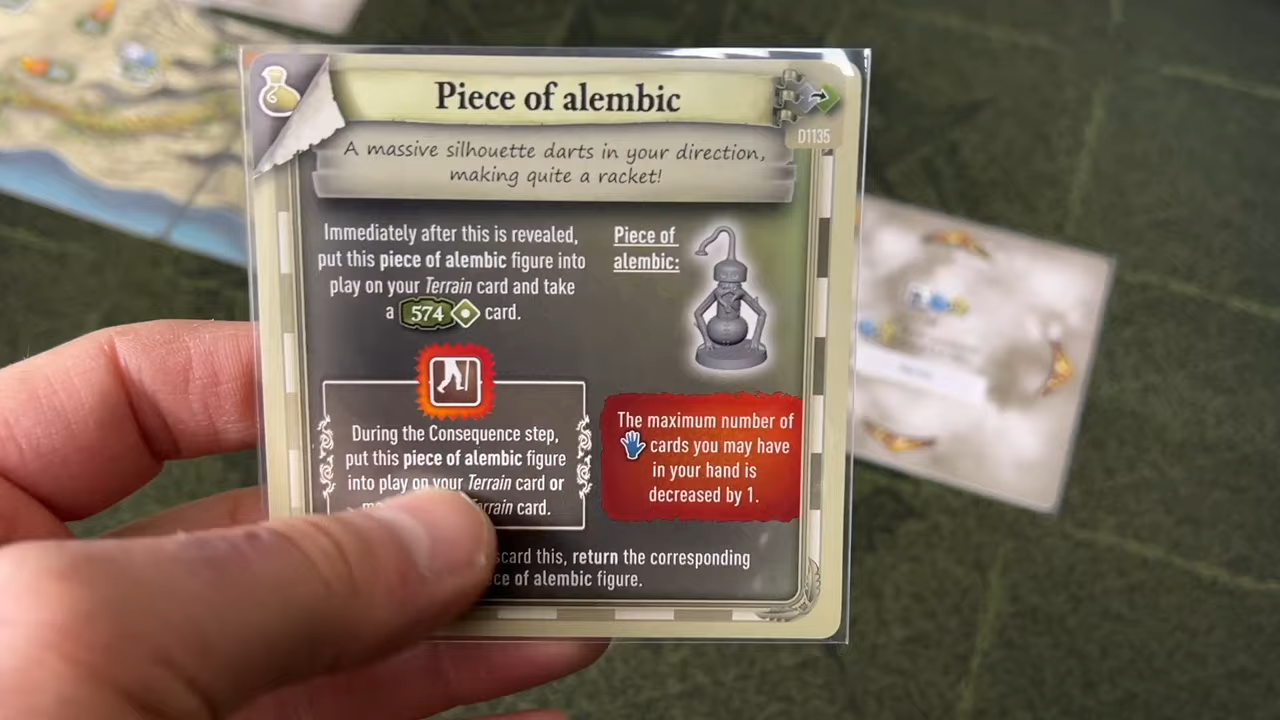 Piece of alembic
D1135
A massive silhouette darts in your direction,
making quite a racket!
Immediately after this is revealed,
put this piece of alembic figure into
play on your Terrain card and take
a 574 card.
Piece of
alembic:
During the Consequence step,
put this piece of alembic figure
into play on your Terrain card or
card.
The maximum number of
cards you may have
in your hand is
decreased by 1.
this, return the corresponding
of alembic figure.